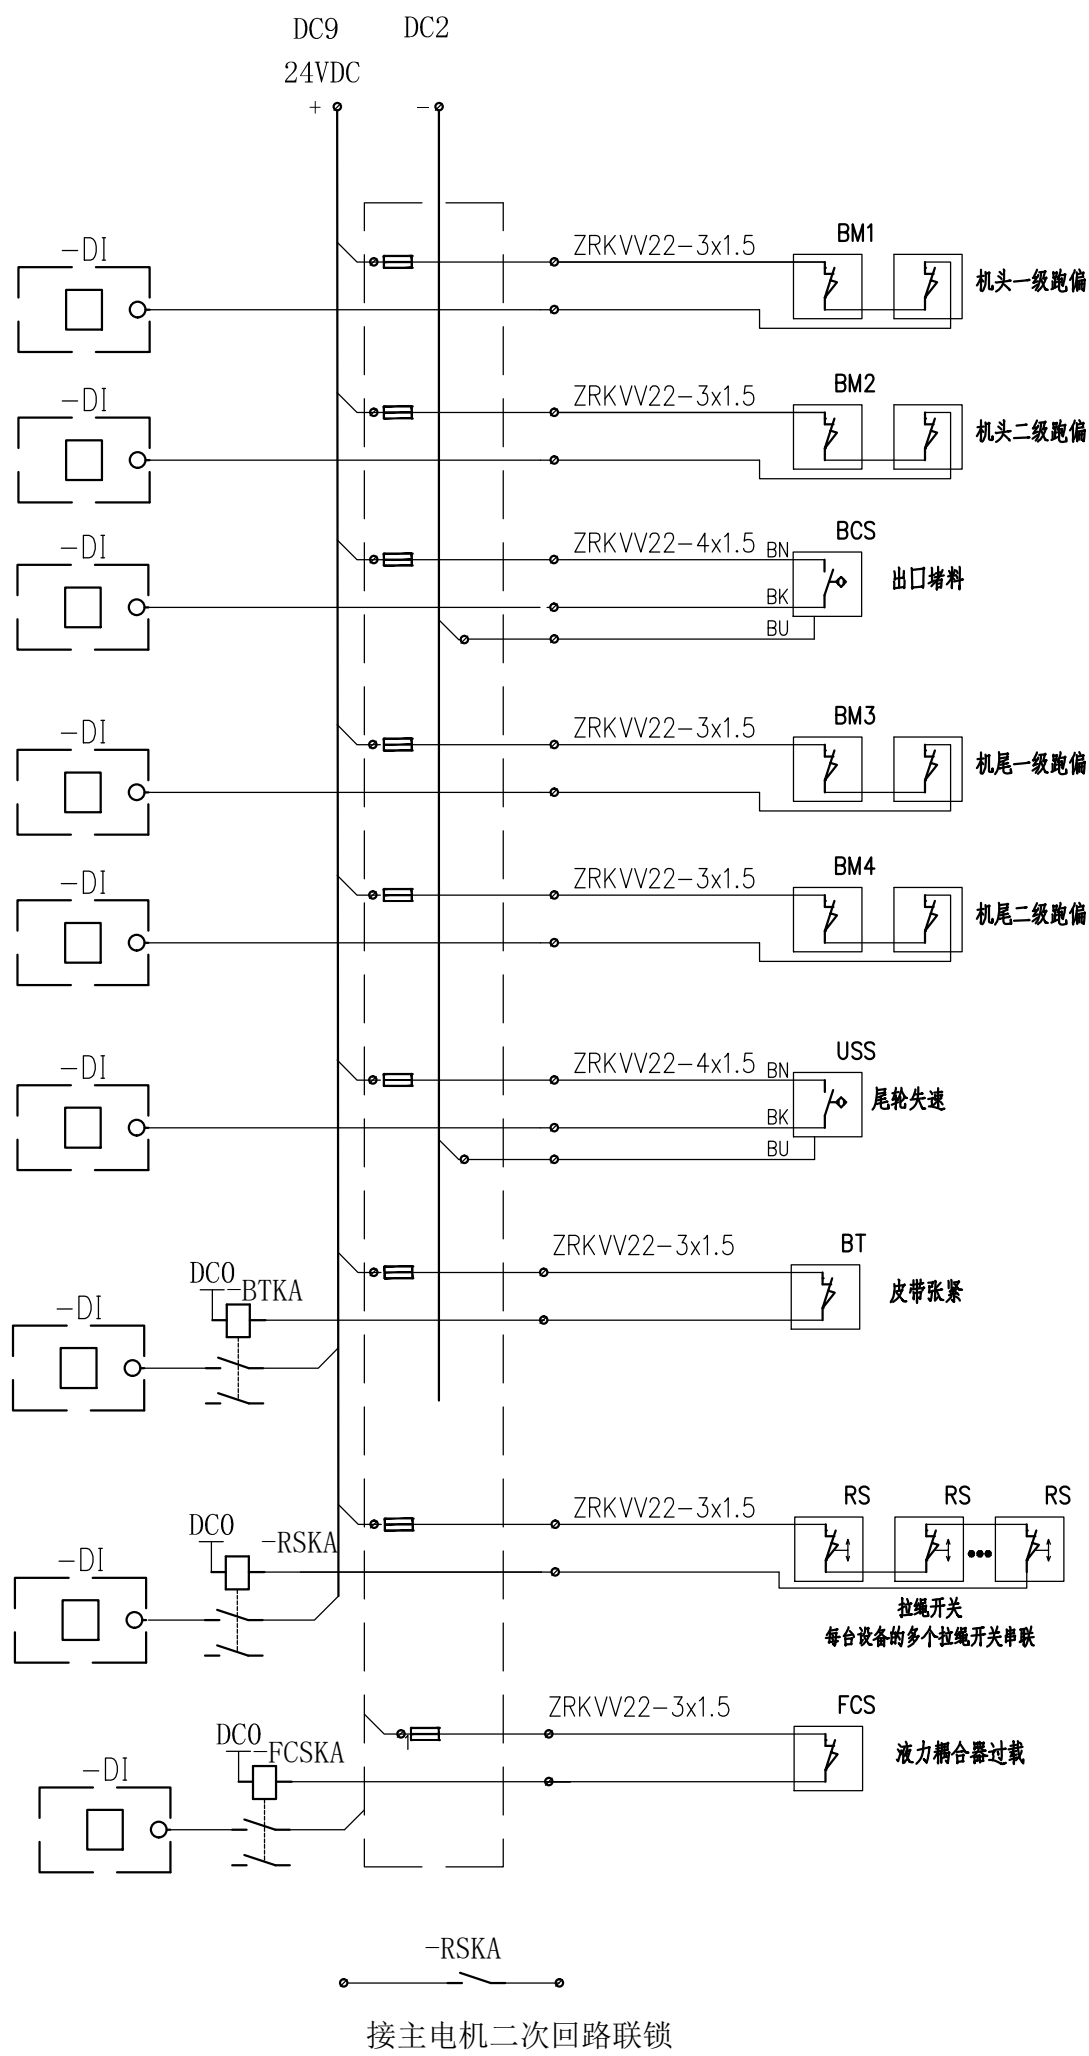 DC9
DC2
24VDC
+
−
−DI
ZRKVV22−3x1.5
BM1
机头一级跑偏
−DI
ZRKVV22−3x1.5
BM2
机头二级跑偏
−DI
ZRKVV22−4x1.5
BN
BK
BU
BCS
出口堵料
−DI
ZRKVV22−3x1.5
BM3
机尾一级跑偏
−DI
ZRKVV22−3x1.5
BM4
机尾二级跑偏
−DI
ZRKVV22−4x1.5
BN
BK
BU
USS
尾轮失速
ZRKVV22−3x1.5
BT
皮带张紧
DC0
−BTKA
−DI
ZRKVV22−3x1.5
RS
RS
RS
DC0
−RSKA
−DI
拉绳开关
每台设备的多个拉绳开关串联
ZRKVV22−3x1.5
FCS
液力耦合器过载
DC0
−FCSKA
−DI
−RSKA
接主电机二次回路联锁